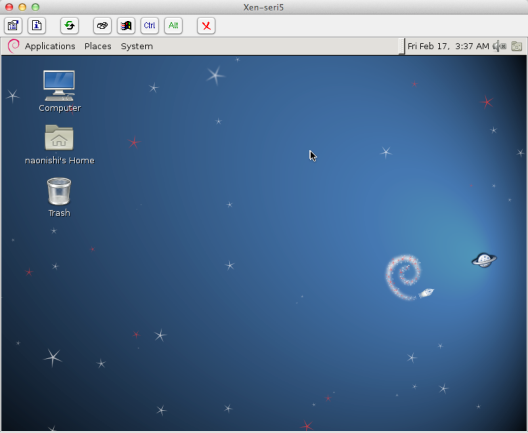 Xen-seri5
Ctrl Alt
Applications Places System Fri Feb 17, 3:37 AM
Computer
naonishi's Home
Trash